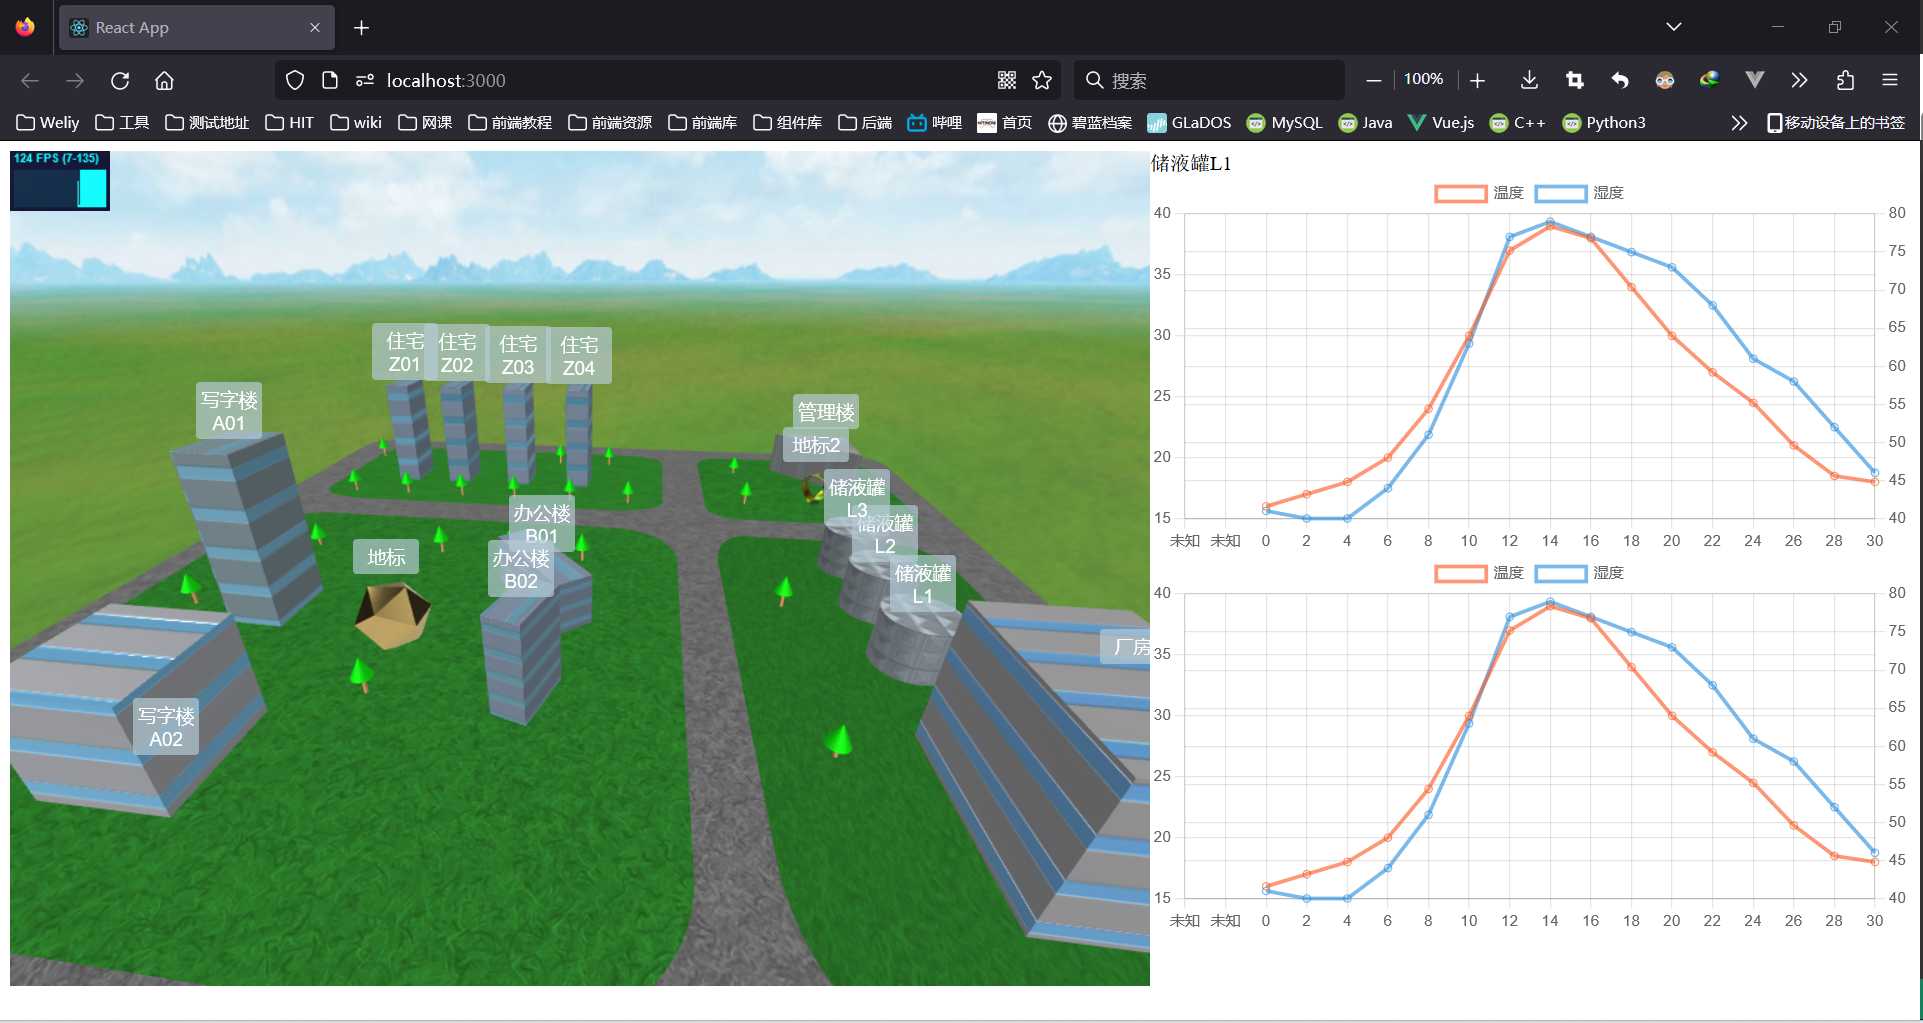 React App
localhost:3000
搜索
100%
Weliy
工具
测试地址
HIT
wiki
网课
前端教程
前端资源
前端库
组件库
后端
哔哩
首页
碧蓝档案
GLaDOS
MySQL
Java
Vue.js
C++
Python3
移动设备上的书签
124 FPS (7-135)
住宅
Z01
住宅
Z02
住宅
Z03
住宅
Z04
写字楼
A01
管理楼
地标2
储液罐
L3
储液罐
L2
储液罐
L1
办公楼
B01
办公楼
B02
地标
厂房
写字楼
A02
储液罐L1
温度 湿度
40 80
75
35
70
65
30
60
25
55
50
20
45
15 40
未知 未知 0 2 4 6 8 10 12 14 16 18 20 22 24 26 28 30
温度 湿度
40 80
75
35
70
65
30
60
25
55
50
20
45
15 40
未知 未知 0 2 4 6 8 10 12 14 16 18 20 22 24 26 28 30